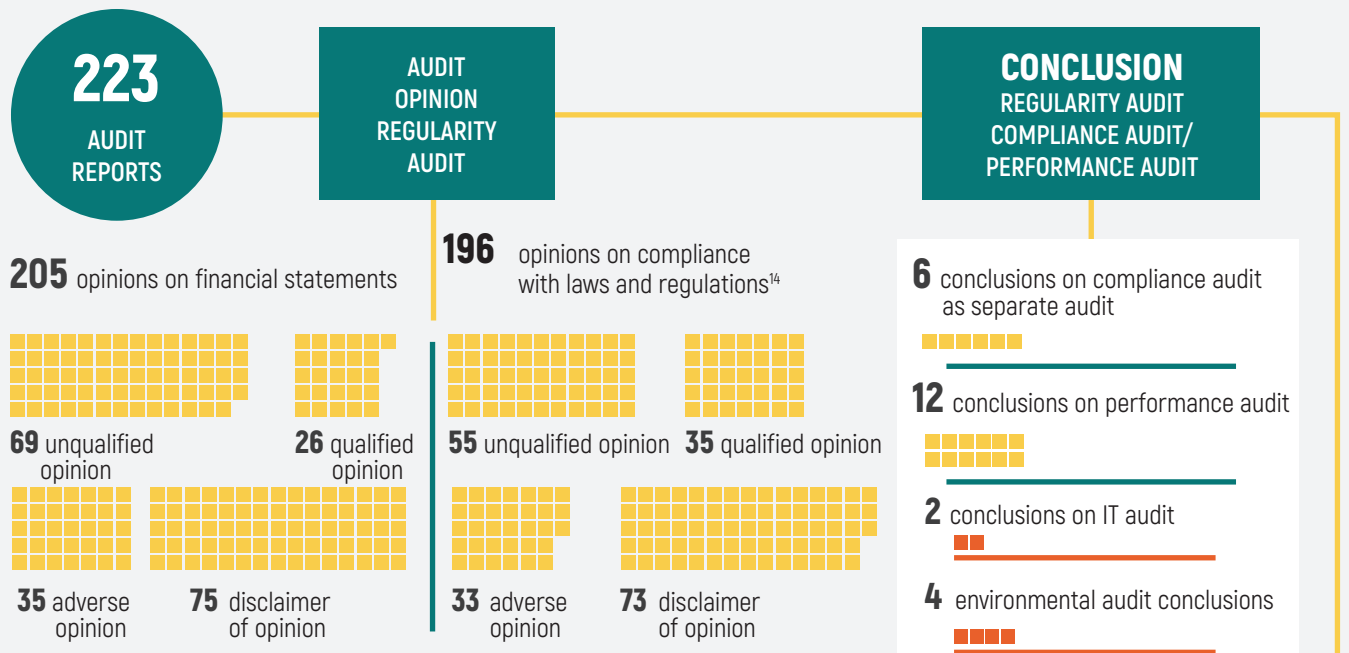 223
AUDIT
REPORTS
AUDIT
OPINION
REGULARITY
AUDIT
CONCLUSION
REGULARITY AUDIT
COMPLIANCE AUDIT/
PERFORMANCE AUDIT
205 opinions on financial statements
69 unqualified
opinion
26 qualified
opinion
35 adverse
opinion
75 disclaimer
of opinion
196 opinions on compliance
with laws and regulations¹⁴
55 unqualified opinion
35 qualified opinion
33 adverse
opinion
73 disclaimer
of opinion
6 conclusions on compliance audit
as separate audit
12 conclusions on performance audit
2 conclusions on IT audit
4 environmental audit conclusions